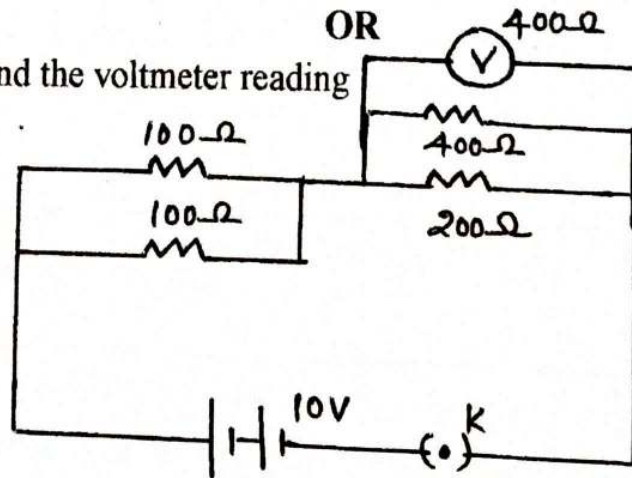 OR
400Ω
V
nd the voltmeter reading
100Ω
400Ω
100Ω
200Ω
10V
K